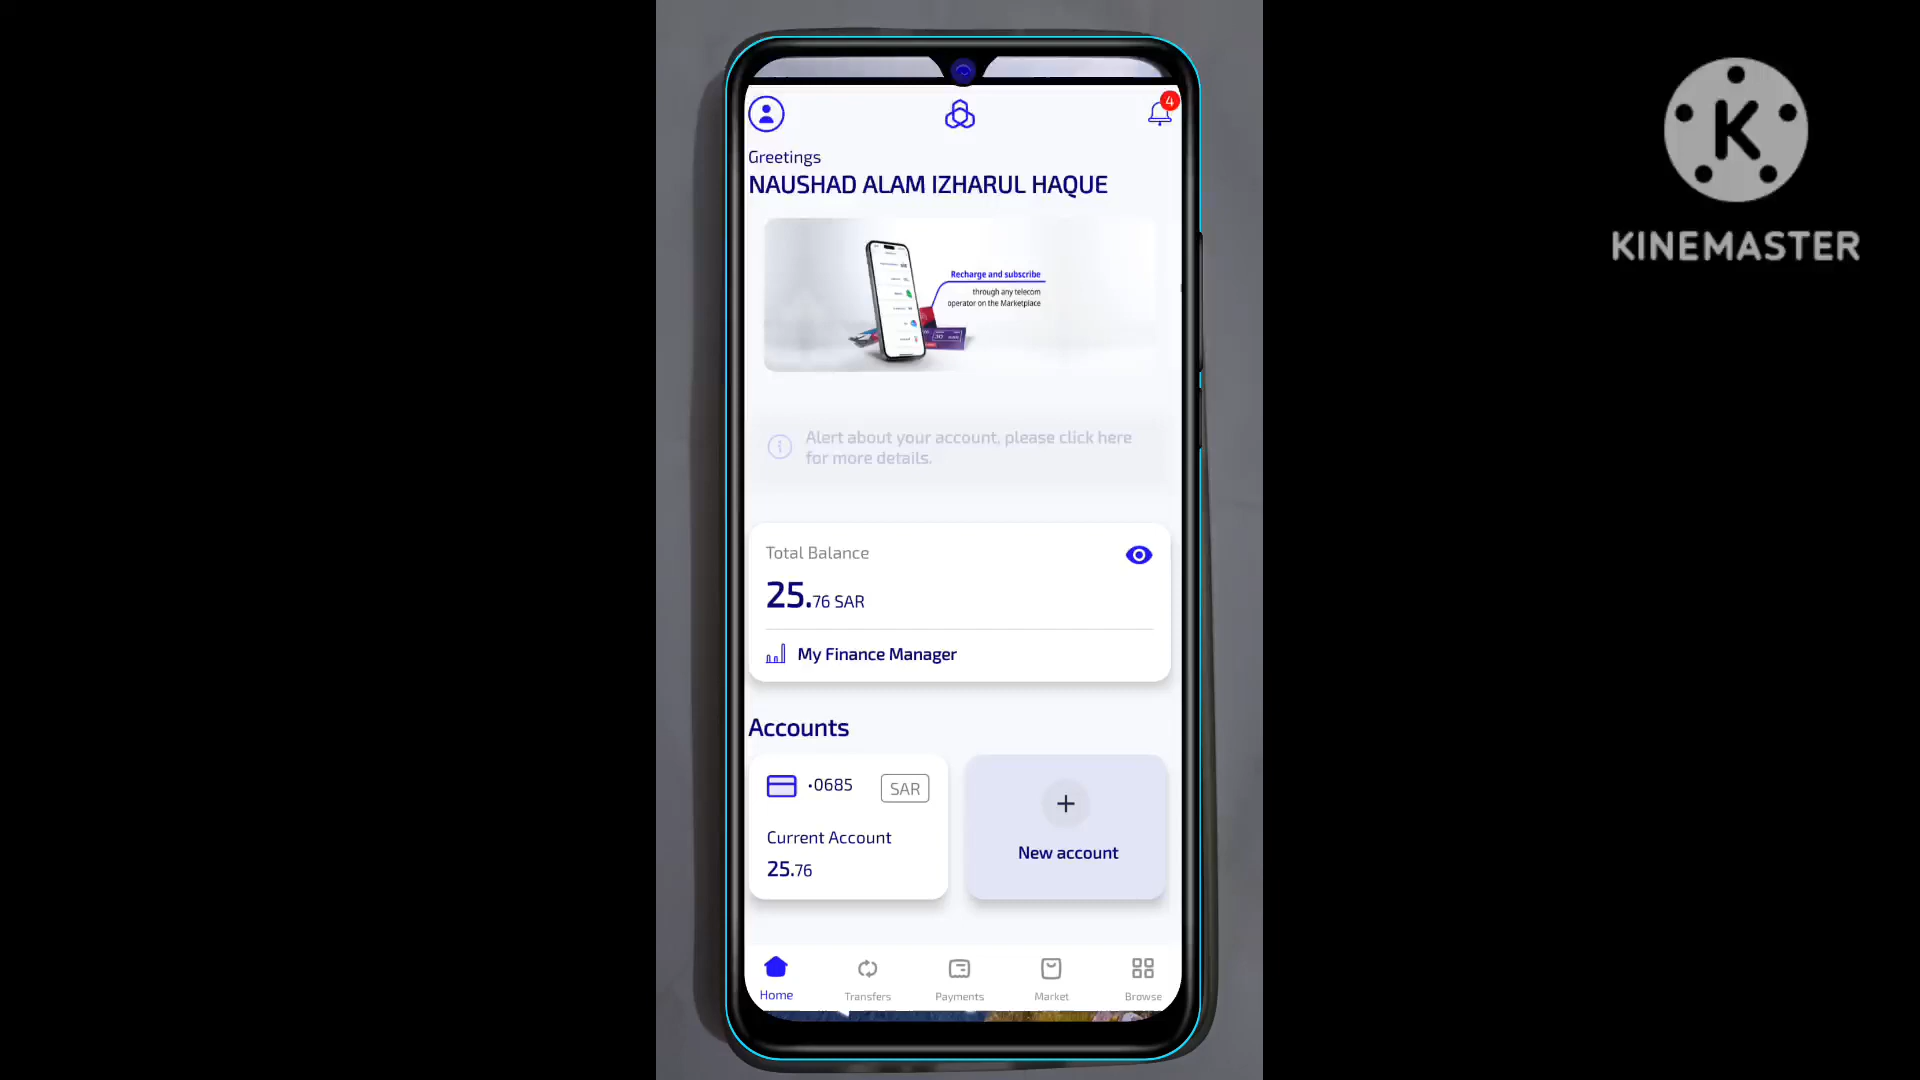 4
Greetings
NAUSHAD ALAM IZHARUL HAQUE
Recharge and subscribe
through any telecom
operator on the Marketplace
Alert about your account, please click here
for more details.
Total Balance
25.76 SAR
My Finance Manager
Accounts
•0685 SAR
Current Account
25.76
+
New account
Home Transfers Payments Market Browse
K
KINEMASTER